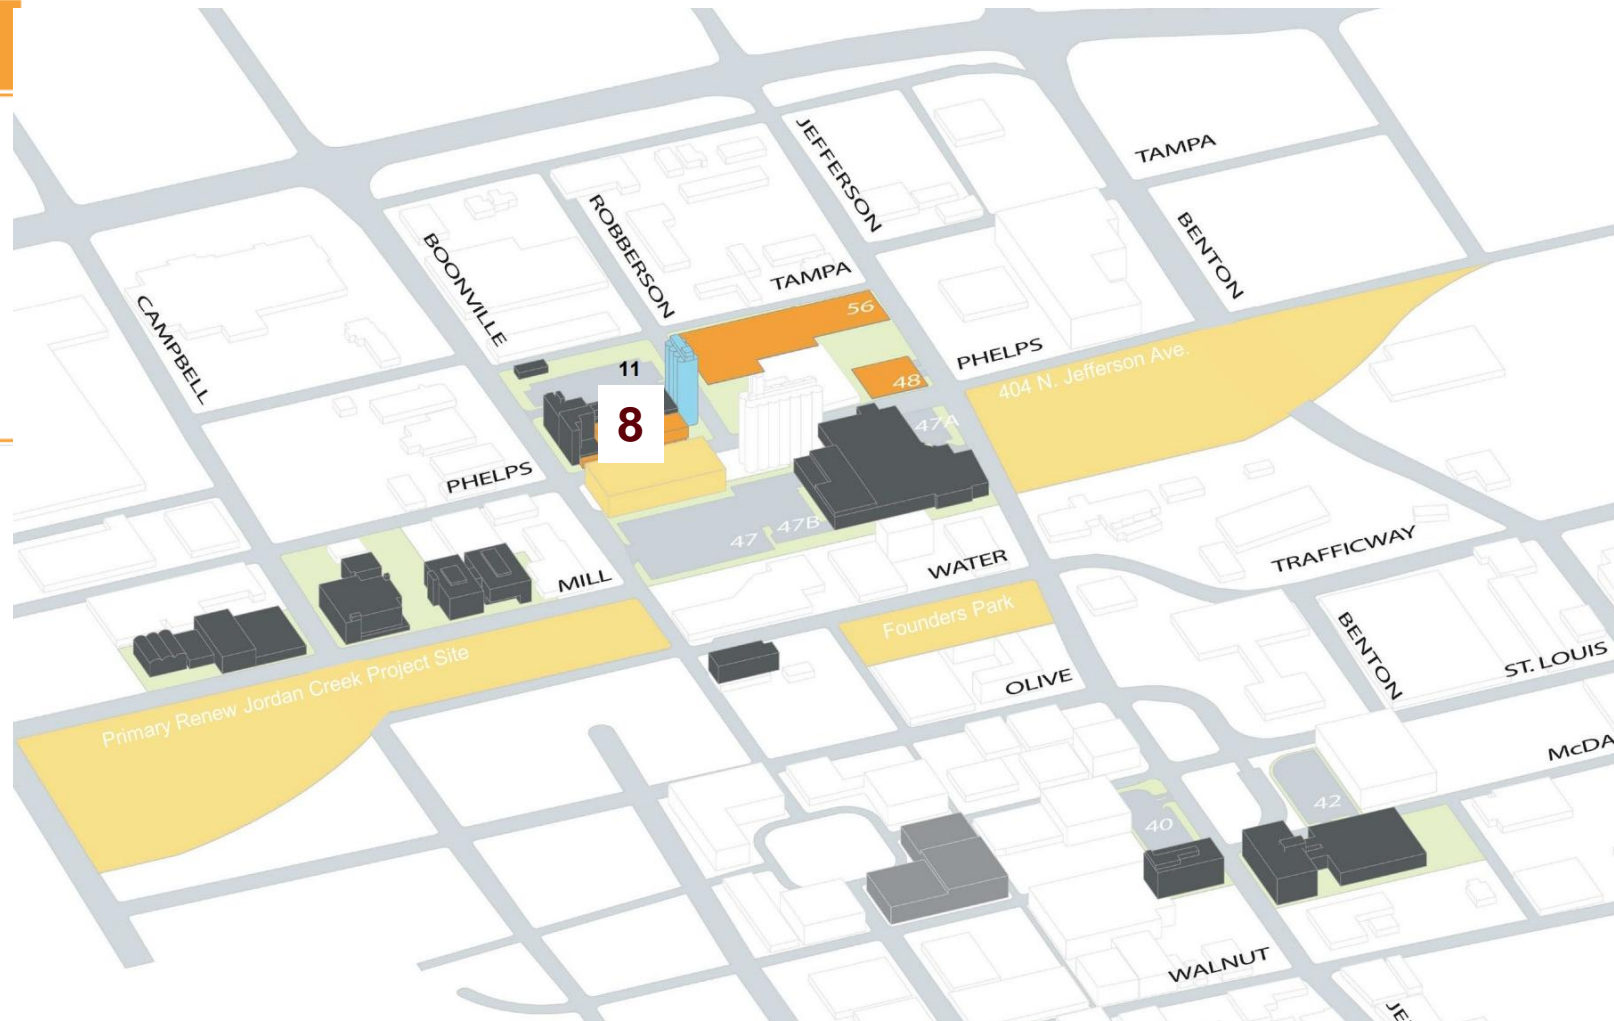 TAMPA
JEFFERSON
ROBBERSON
BOONVILLE
BENTON
TAMPA
CAMPBELL
56
PHELPS
404 N. Jefferson Ave.
11
48
8
47A
PHELPS
47
47B
MILL
WATER
TRAFFICWAY
Founders Park
BENTON
ST. LOUIS
OLIVE
Primary Renew Jordan Creek Project Site
McDA
42
40
WALNUT
JE